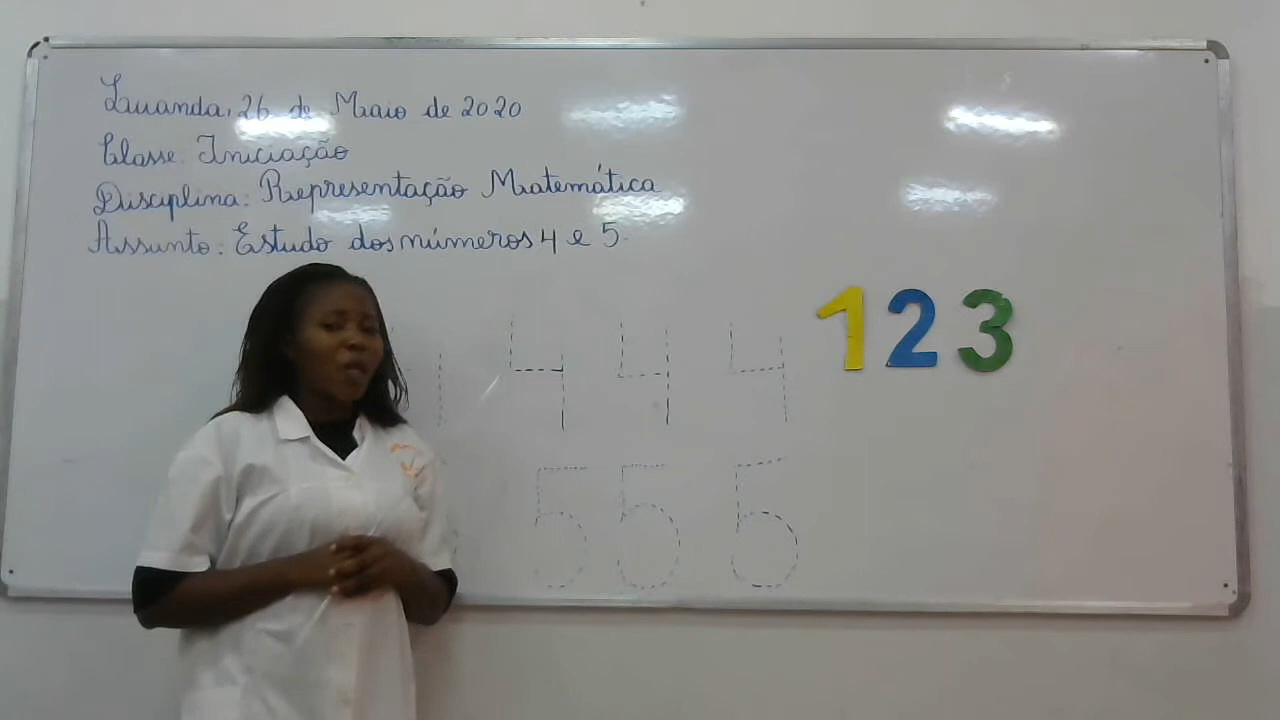 Luanda, 26 de Maio de 2020
Classe: Iniciação
Disciplina: Representação Matemática
Assunto: Estudo dos números 4 e 5.
1 2 3
4 4 4 4
5 5 5